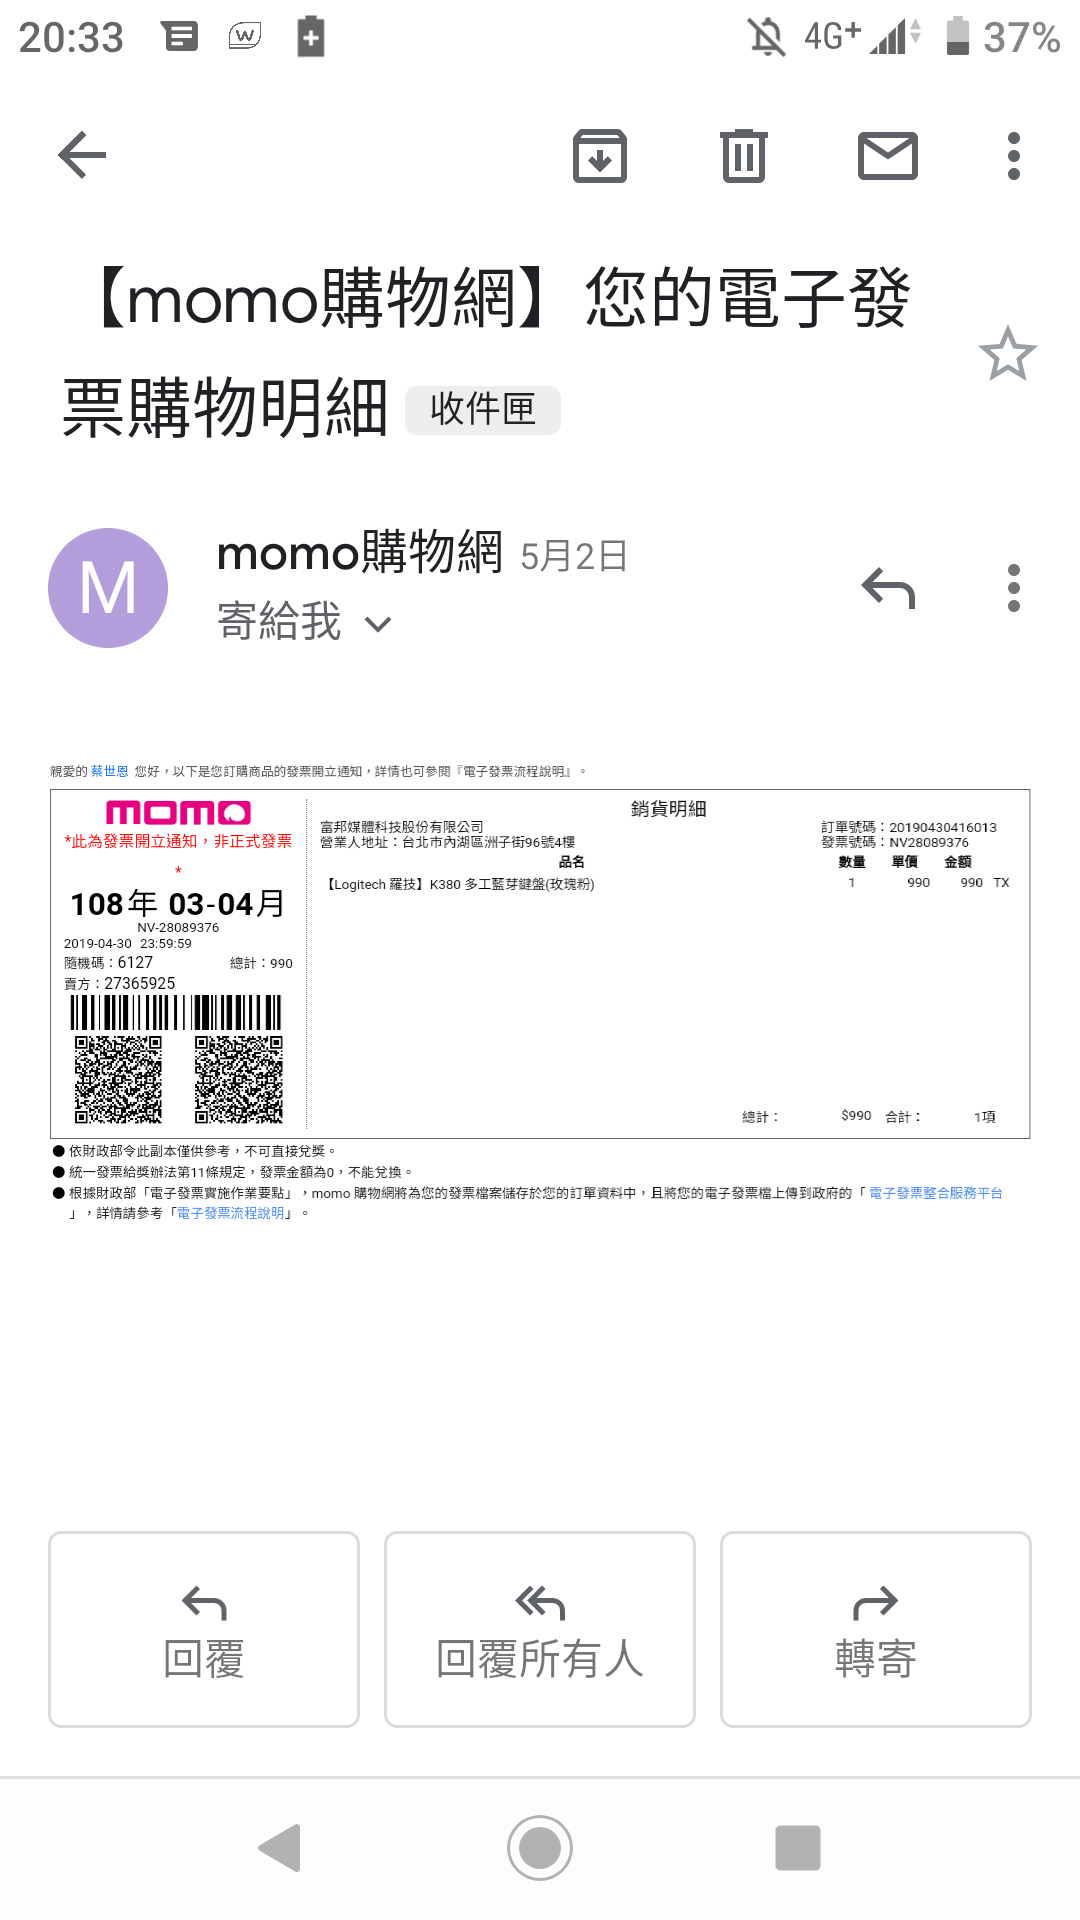 20:33
4G+
37%
【momo購物網】您的電子發
票購物明細 收件匣
M
momo購物網 5月2日
寄給我
親愛的 蔡世恩 您好，以下是您訂購商品的發票開立通知，詳情也可參閱『電子發票流程說明』。
momo
*此為發票開立通知，非正式發票
*
108年 03-04月
NV-28089376
2019-04-30 23:59:59
隨機碼：6127 總計：990
賣方：27365925
銷貨明細
富邦媒體科技股份有限公司 訂單號碼：20190430416013
營業人地址：台北市內湖區洲子街96號4樓 發票號碼：NV28089376
品名 數量 單價 金額
【Logitech 羅技】K380 多工藍芽鍵盤(玫瑰粉) 1 990 990 TX
總計： $990 合計： 1項
● 依財政部令此副本僅供參考，不可直接兌獎。
● 統一發票給獎辦法第11條規定，發票金額為0，不能兌換。
● 根據財政部「電子發票實施作業要點」，momo 購物網將為您的發票檔案儲存於您的訂單資料中，且將您的電子發票檔上傳到政府的「 電子發票整合服務平台
」，詳情請參考「電子發票流程說明」。
回覆
回覆所有人
轉寄